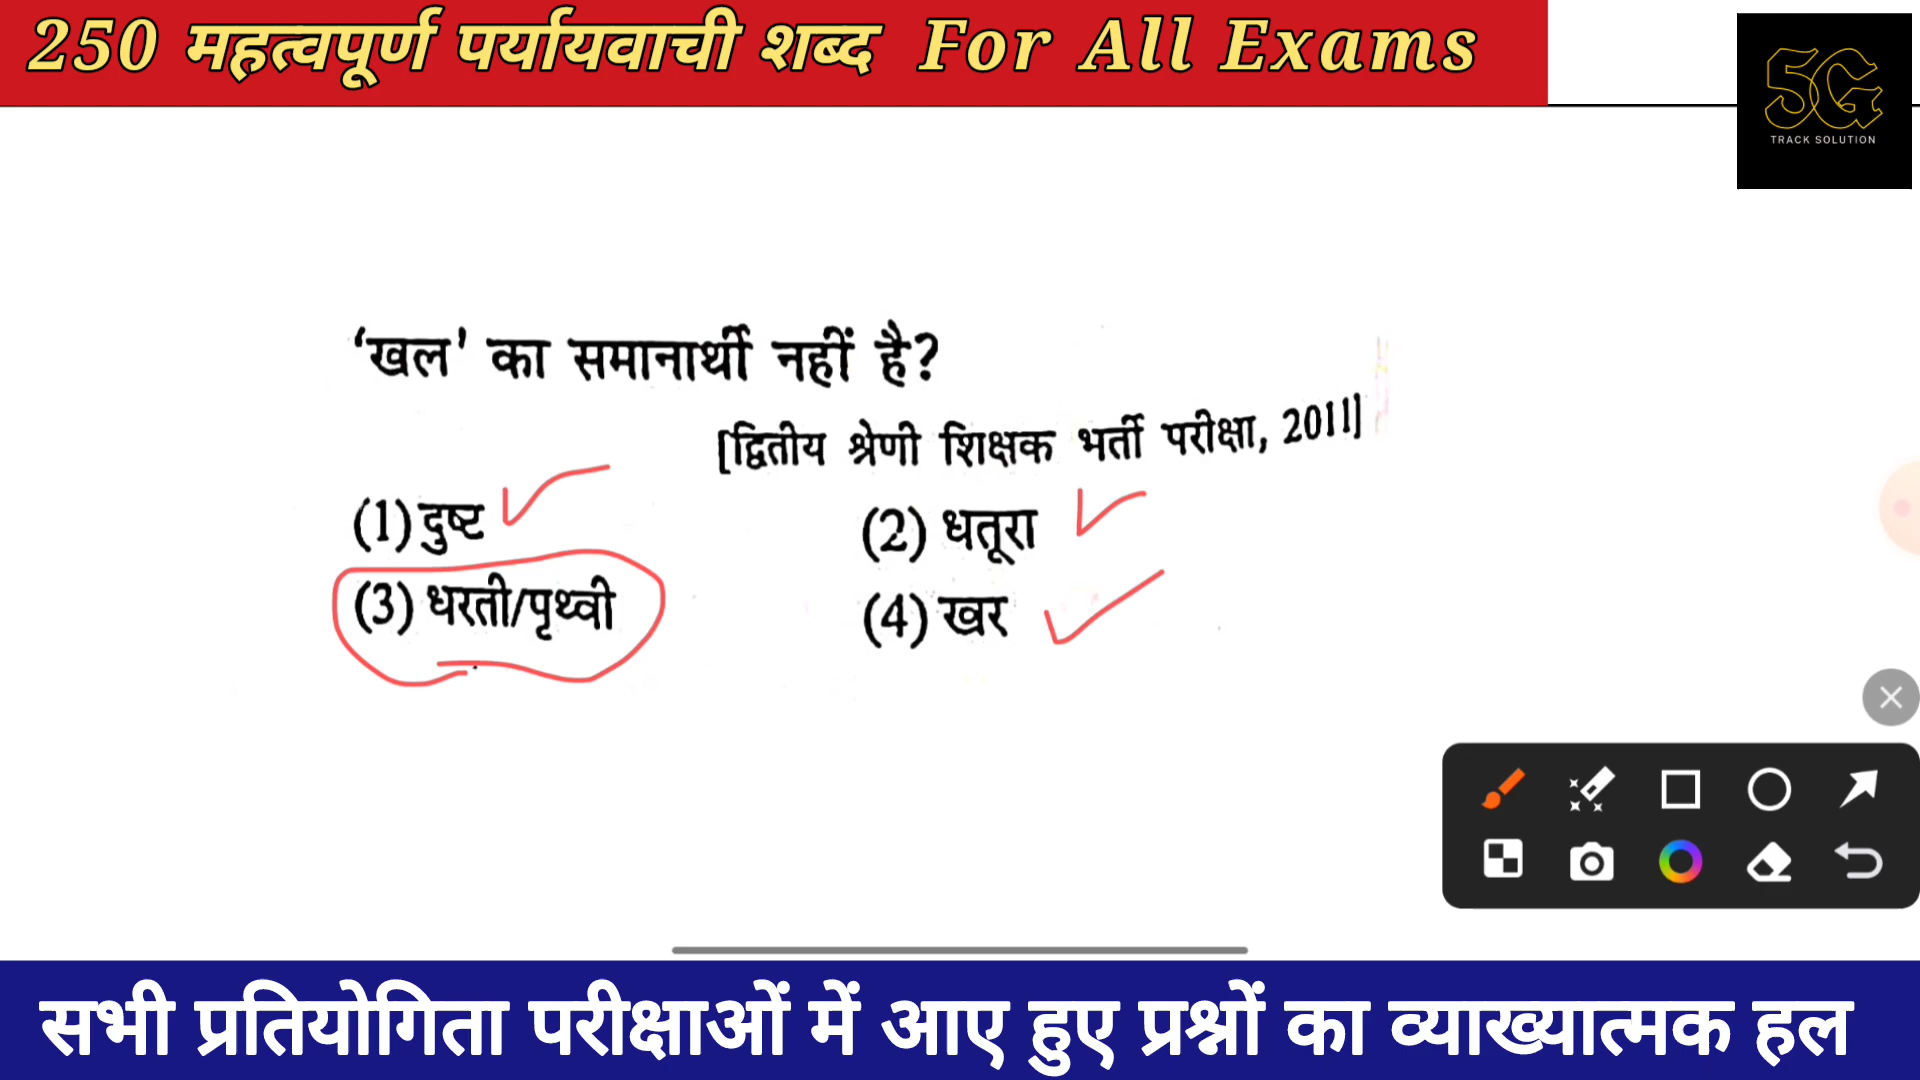 250 महत्वपूर्ण पर्यायवाची शब्द For All Exams
5G
TRACK SOLUTION
‘खल’ का समानार्थी नहीं है?
[द्वितीय श्रेणी शिक्षक भर्ती परीक्षा, 2011]
(1) दुष्ट (2) धतूरा
(3) धरती/पृथ्वी (4) खर
सभी प्रतियोगिता परीक्षाओं में आए हुए प्रश्नों का व्याख्यात्मक हल